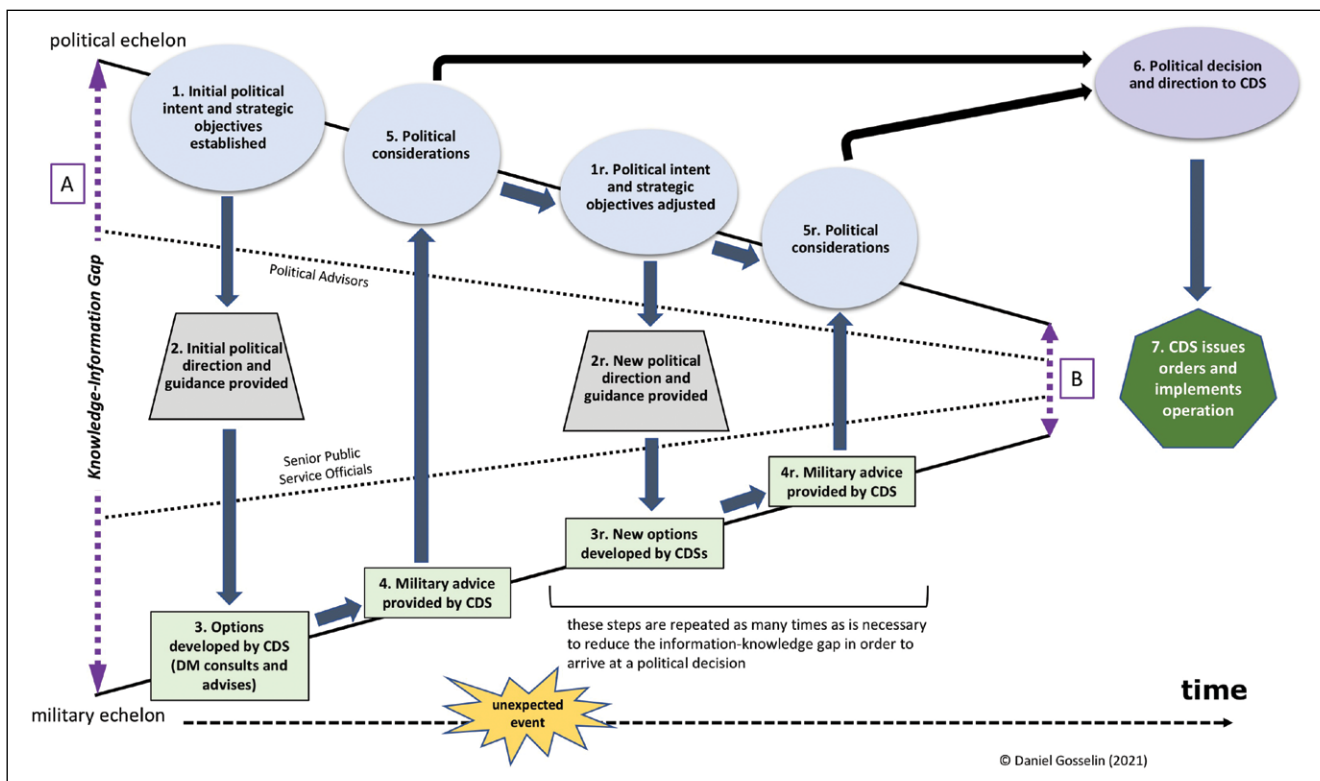 political echelon
1. Initial political
intent and strategic
objectives
established
5. Political
considerations
1r. Political intent
and strategic
objectives adjusted
5r. Political
considerations
6. Political decision
and direction to CDS
A
Knowledge-Information Gap
Political Advisors
2. Initial political
direction and
guidance provided
2r. New political
direction and
guidance provided
B
7. CDS issues
orders and
implements
operation
Senior Public
Service Officials
4r. Military advice
provided by CDS
3r. New options
developed by CDSs
4. Military advice
provided by CDS
3. Options
developed by CDS
(DM consults and
advises)
these steps are repeated as many times as is necessary
to reduce the information-knowledge gap in order to
arrive at a political decision
military echelon
unexpected
event
time
© Daniel Gosselin (2021)